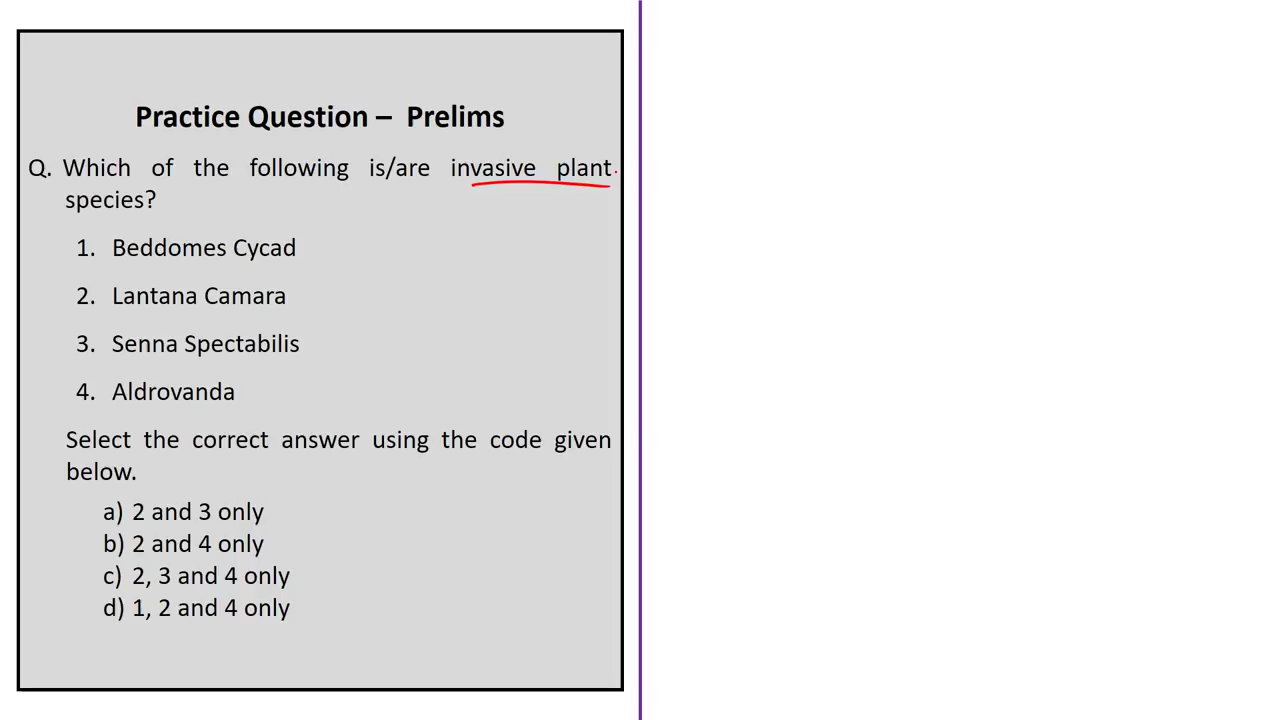 Practice Question – Prelims
Q. Which of the following is/are invasive plant
species?
1. Beddomes Cycad
2. Lantana Camara
3. Senna Spectabilis
4. Aldrovanda
Select the correct answer using the code given
below.
a) 2 and 3 only
b) 2 and 4 only
c) 2, 3 and 4 only
d) 1, 2 and 4 only